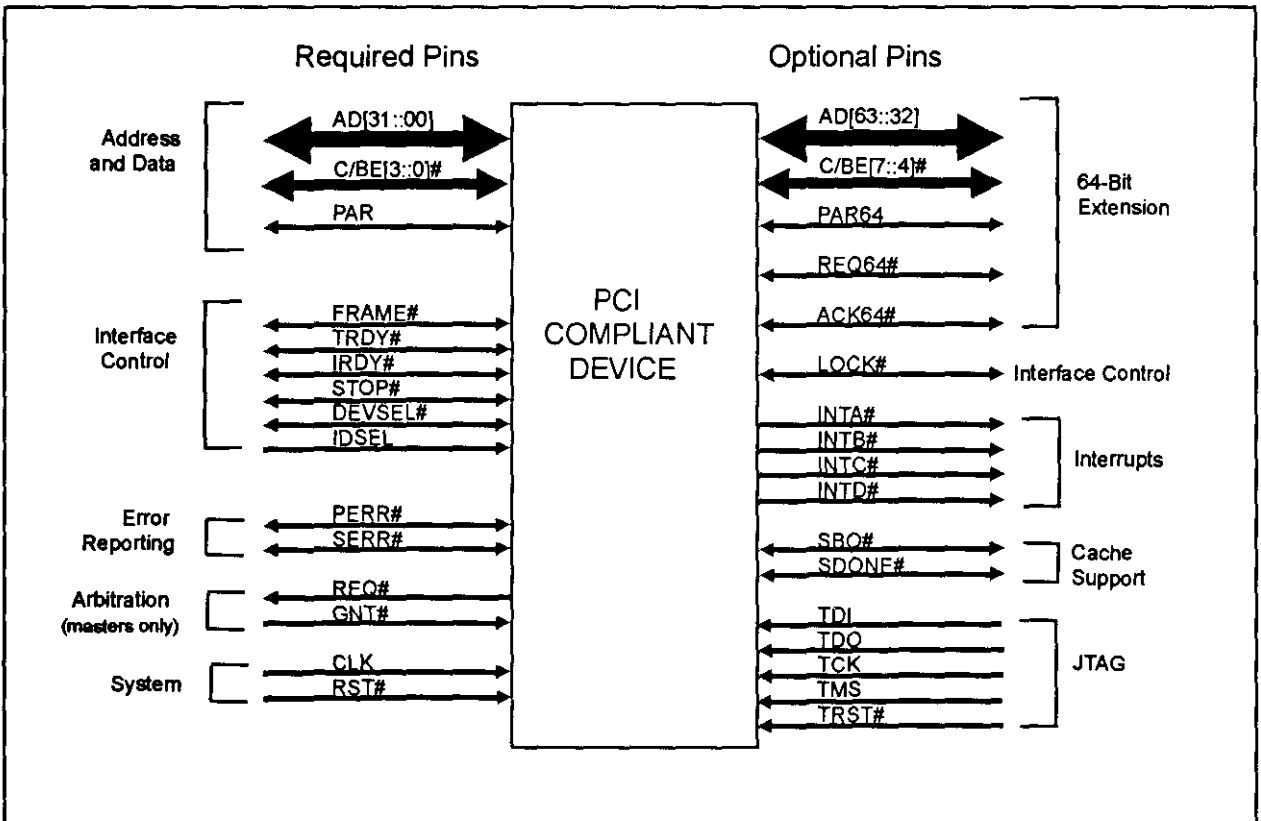 Required Pins
Optional Pins
Address
and Data
AD[31::00]
C/BE[3::0]#
PAR
Interface
Control
FRAME#
TRDY#
IRDY#
STOP#
DEVSEL#
IDSEL
Error
Reporting
PERR#
SERR#
Arbitration
(masters only)
REQ#
GNT#
System
CLK
RST#
PCI
COMPLIANT
DEVICE
AD[63::32]
C/BE[7::4]#
PAR64
REQ64#
ACK64#
64-Bit
Extension
LOCK#
Interface Control
INTA#
INTB#
INTC#
INTD#
Interrupts
SBO#
SDONE#
Cache
Support
TDI
TDO
TCK
TMS
TRST#
JTAG